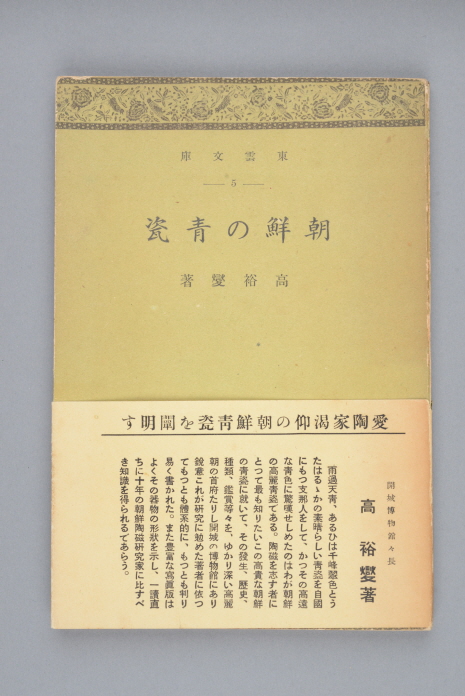 庫文雲東
— 5 —
瓷青の鮮朝
著燮裕高
す明闡を瓷青鮮朝の仰渇家陶愛
開城博物館々長
高裕燮著
雨過天青、あるひは千峰翠色とう
たはるゝかの素晴らしい青瓷を自國
にもつ支那人をして、かつその高遠
な青色に驚嘆せしめたのはわが朝鮮
の高麗青瓷である。陶磁を志す者に
とつて最も知りたいこの高貴な朝鮮
の青瓷に就いて、その發生、歴史、
種類、鑑賞等々を、ゆかり深い高麗
朝の首府たりし開城の博物館にあり
銳意これが研究に勉めた著者に依つ
てもつとも體系的に、もつとも判り
易く書かれた。また豊富な寫眞版は
よくその器物の形狀を示し、一讀直
ちに十年の朝鮮陶磁研究家に比すべ
き知識を得られるであらう。